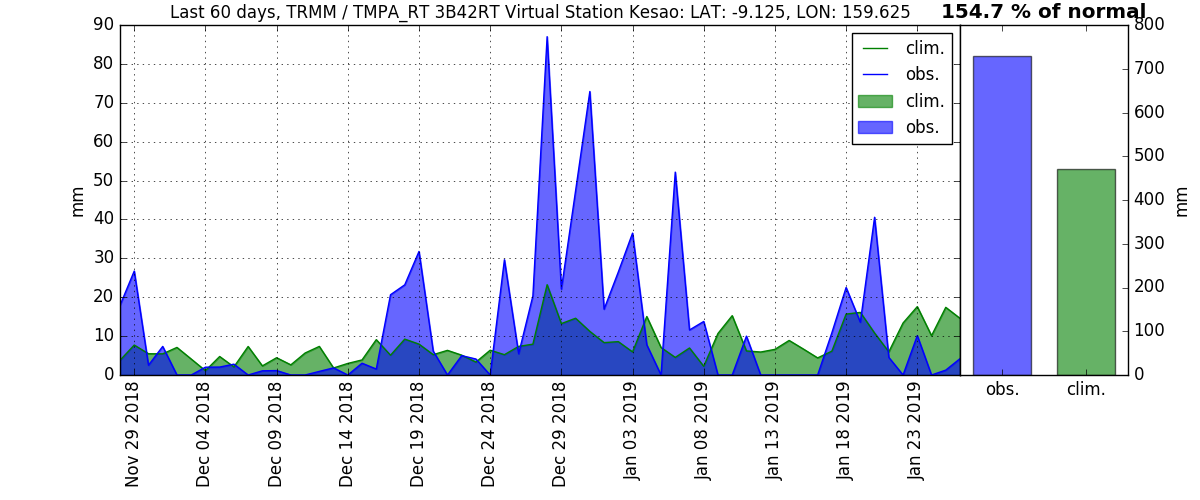 Last 60 days, TRMM / TMPA_RT 3B42RT Virtual Station Kesao: LAT: -9.125, LON: 159.625
154.7 % of normal
90
80
70
60
50
40
30
20
10
0
mm
clim.
obs.
clim.
obs.
Nov 29 2018
Dec 04 2018
Dec 09 2018
Dec 14 2018
Dec 19 2018
Dec 24 2018
Dec 29 2018
Jan 03 2019
Jan 08 2019
Jan 13 2019
Jan 18 2019
Jan 23 2019
800
700
600
500
400
300
200
100
0
mm
obs.
clim.